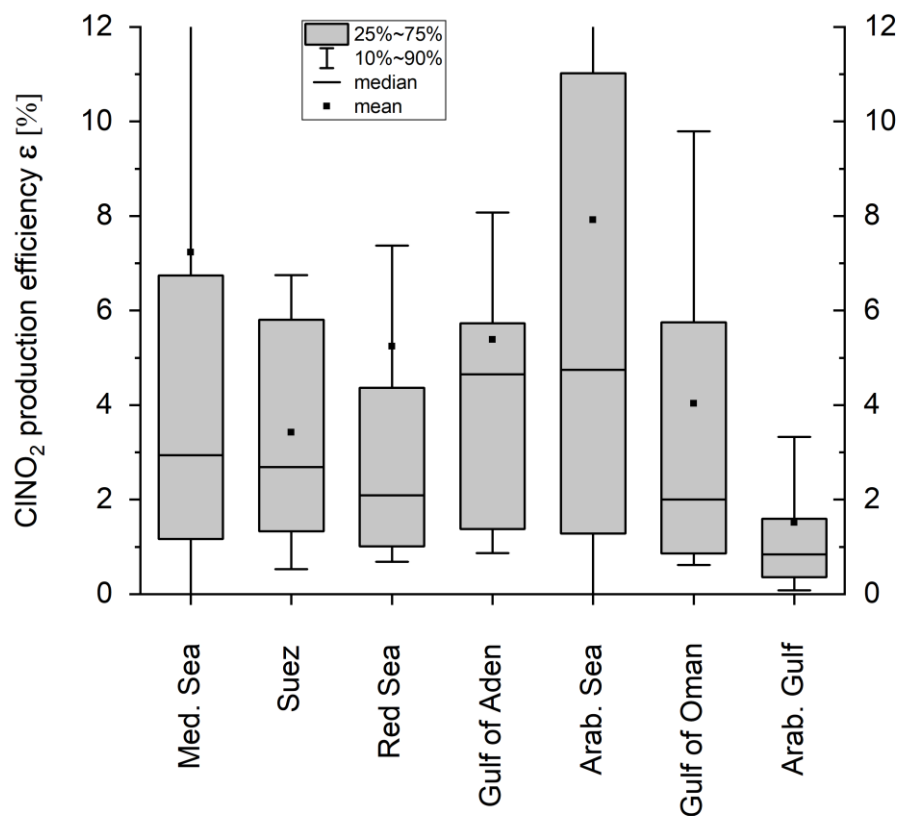 12
10
8
6
4
2
0
ClNO₂ production efficiency ε [%]
25%~75%
10%~90%
median
mean
12
10
8
6
4
2
0
Med. Sea
Suez
Red Sea
Gulf of Aden
Arab. Sea
Gulf of Oman
Arab. Gulf